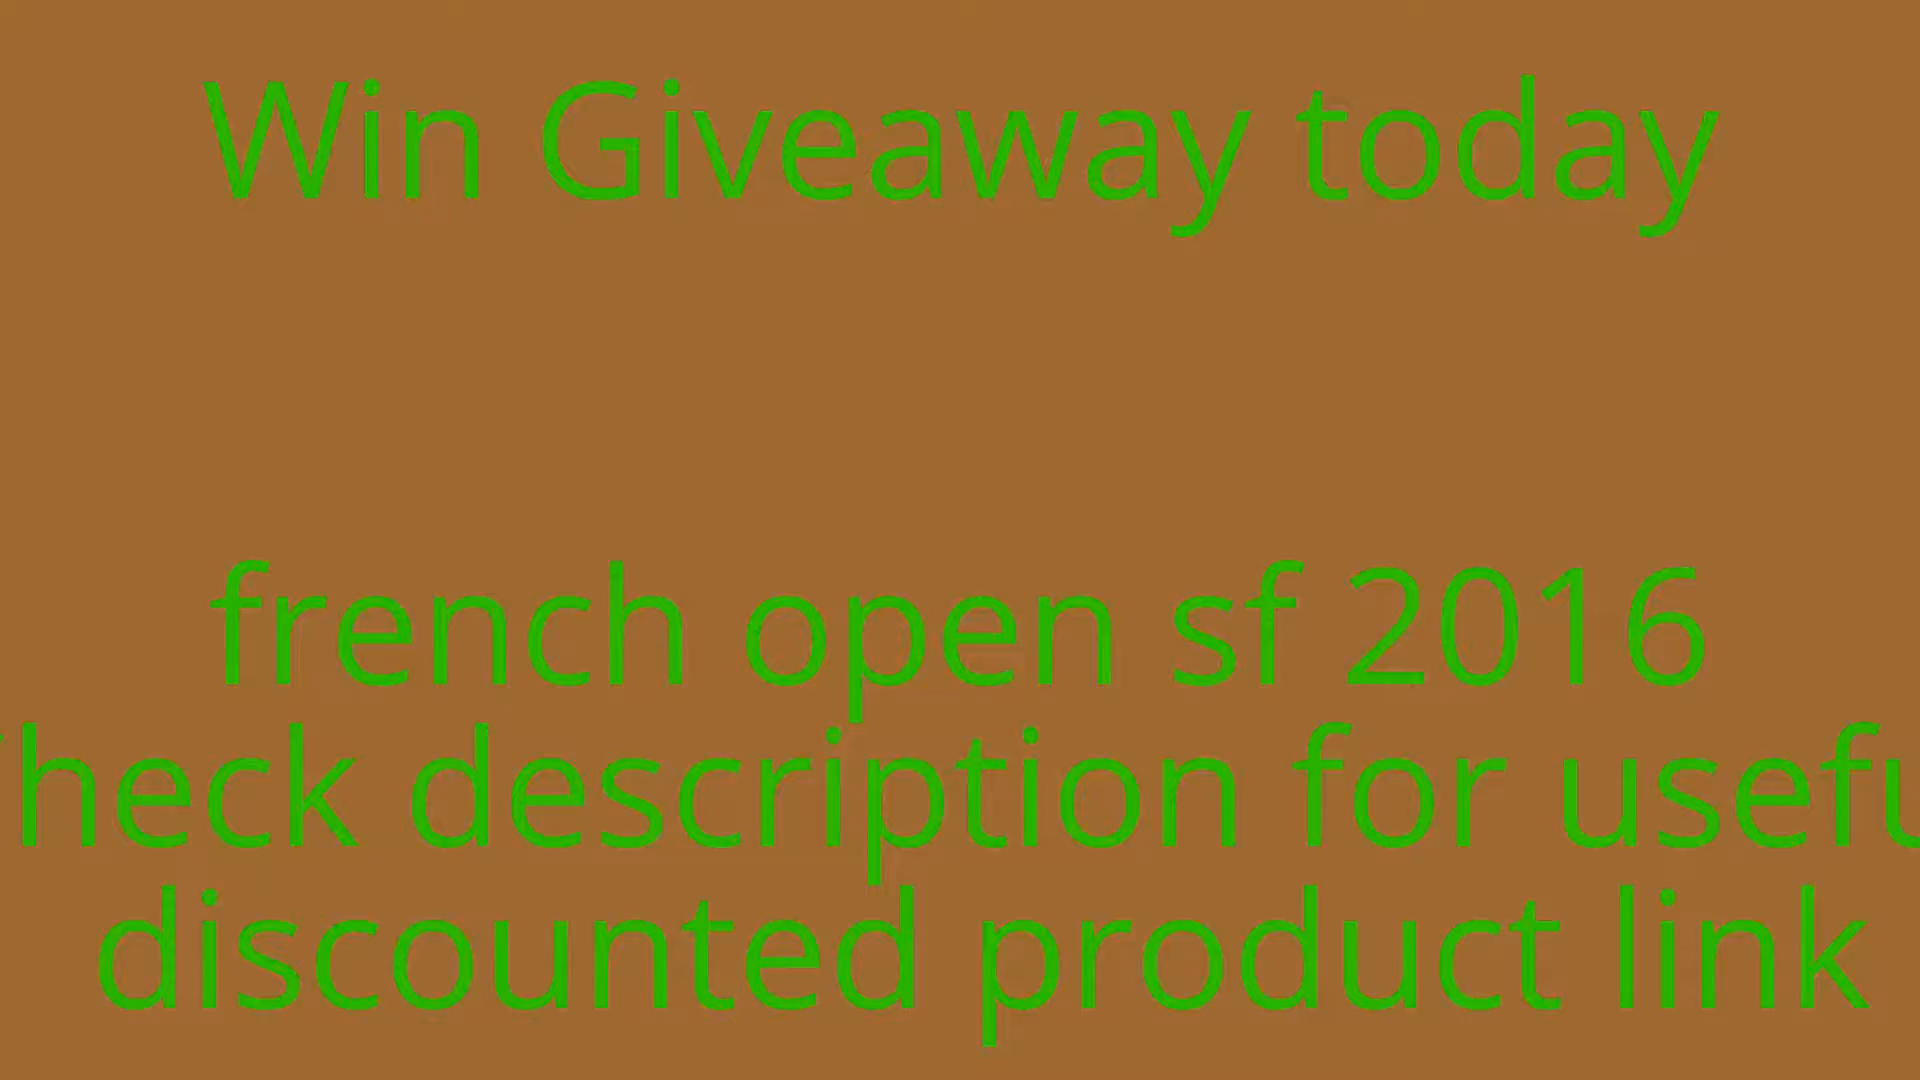 Win Giveaway today
french open sf 2016
heck description for usefu
discounted product link